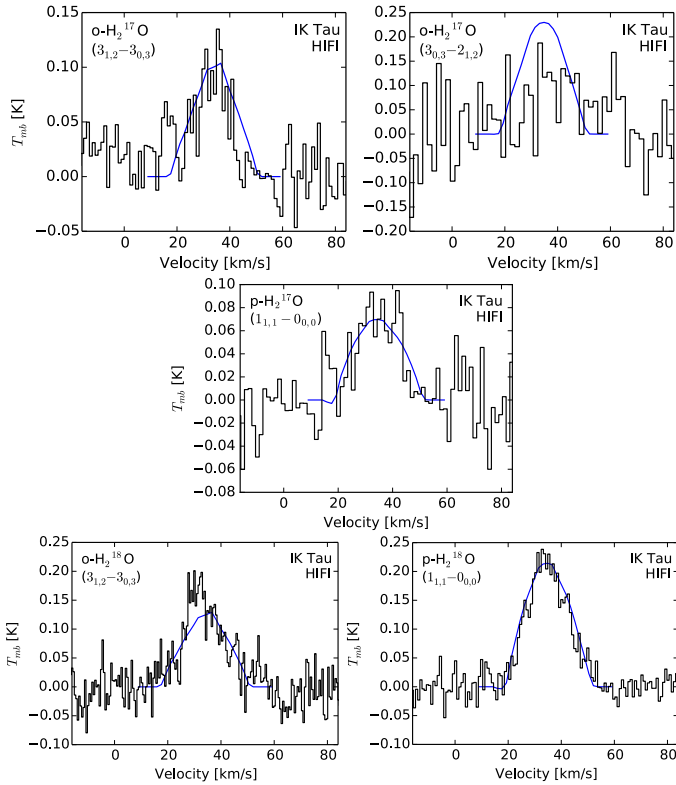 o-H₂¹⁷O
(3₁,₂−3₀,₃)
IK Tau
HIFI
0.15
0.10
0.05
0.00
−0.05
T_mb [K]
0 20 40 60 80
Velocity [km/s]
o-H₂¹⁷O
(3₀,₃−2₁,₂)
IK Tau
HIFI
0.25
0.20
0.15
0.10
0.05
0.00
−0.05
−0.10
−0.15
0.20
T_mb [K]
0 20 40 60 80
Velocity [km/s]
p-H₂¹⁷O
(1₁,₁−0₀,₀)
IK Tau
HIFI
0.10
0.08
0.06
0.04
0.02
0.00
−0.02
−0.04
−0.06
0.08
T_mb [K]
0 20 40 60 80
Velocity [km/s]
o-H₂¹⁸O
(3₁,₂−3₀,₃)
IK Tau
HIFI
0.25
0.20
0.15
0.10
0.05
0.00
−0.05
−0.10
T_mb [K]
0 20 40 60 80
Velocity [km/s]
p-H₂¹⁸O
(1₁,₁−0₀,₀)
IK Tau
HIFI
0.25
0.20
0.15
0.10
0.05
0.00
−0.05
−0.10
T_mb [K]
0 20 40 60 80
Velocity [km/s]